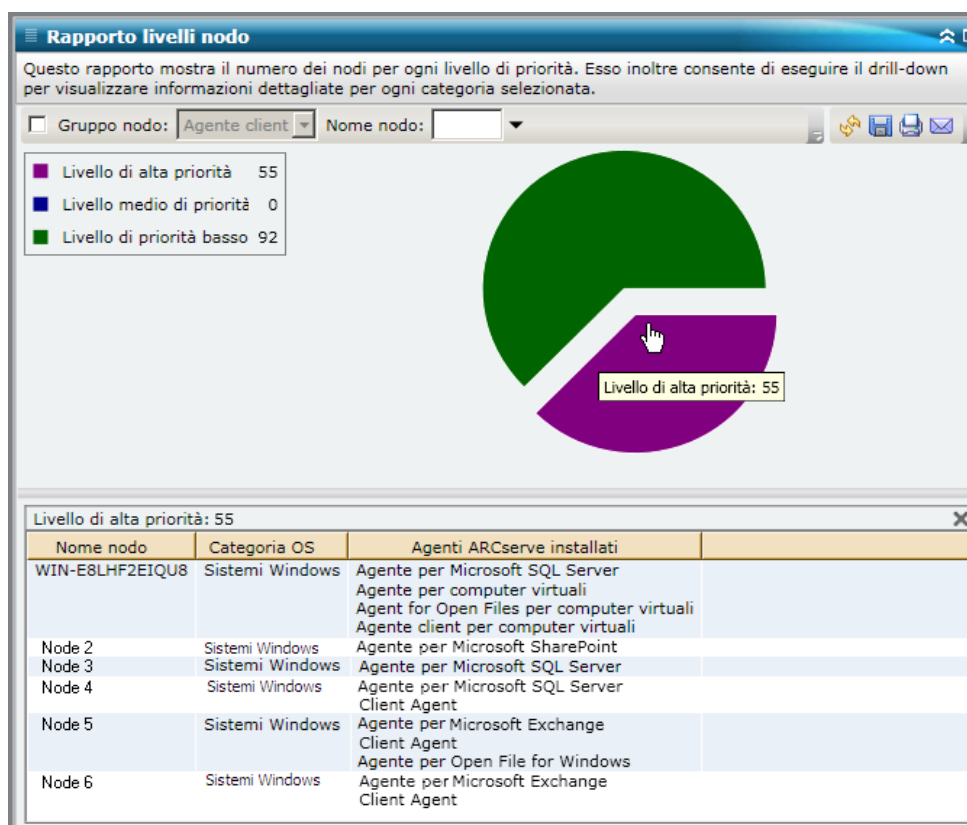 Rapporto livelli nodo
Questo rapporto mostra il numero dei nodi per ogni livello di priorità. Esso inoltre consente di eseguire il drill-down
per visualizzare informazioni dettagliate per ogni categoria selezionata.
Gruppo nodo: Agente client Nome nodo:
Livello di alta priorità 55
Livello medio di priorità 0
Livello di priorità basso 92
Livello di alta priorità: 55
Livello di alta priorità: 55
Nome nodo Categoria OS Agenti ARCserve installati
WIN-E8LHF2EIQU8 Sistemi Windows Agente per Microsoft SQL Server
Agente per computer virtuali
Agent for Open Files per computer virtuali
Agente client per computer virtuali
Node 2 Sistemi Windows Agente per Microsoft SharePoint
Node 3 Sistemi Windows Agente per Microsoft SQL Server
Node 4 Sistemi Windows Agente per Microsoft SQL Server
Client Agent
Node 5 Sistemi Windows Agente per Microsoft Exchange
Client Agent
Agente per Open File for Windows
Node 6 Sistemi Windows Agente per Microsoft Exchange
Client Agent